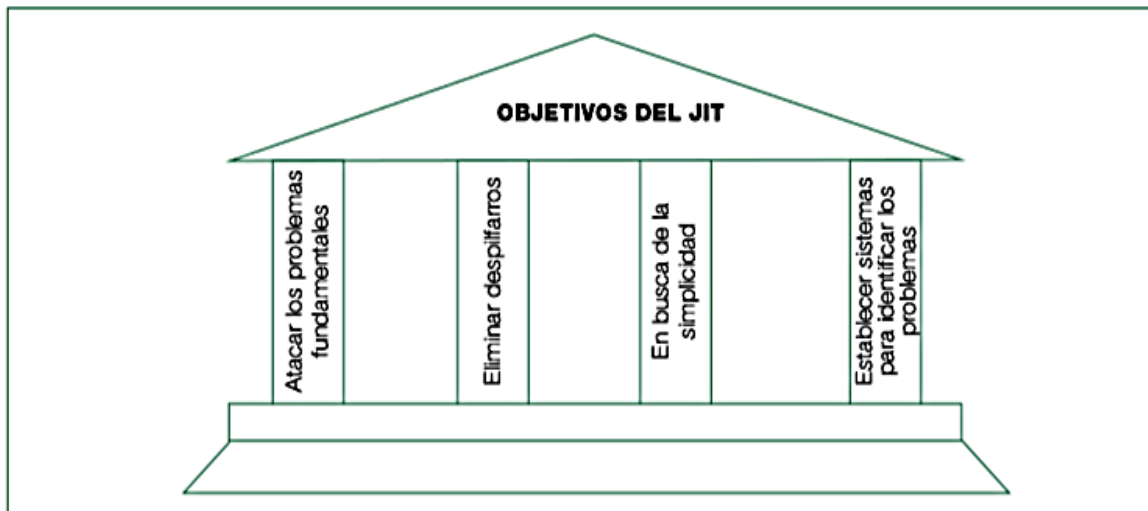 OBJETIVOS DEL JIT
Atacar los problemas
fundamentales
Eliminar despilfarros
En busca de la
simplicidad
Establecer sistemas
para identificar los
problemas